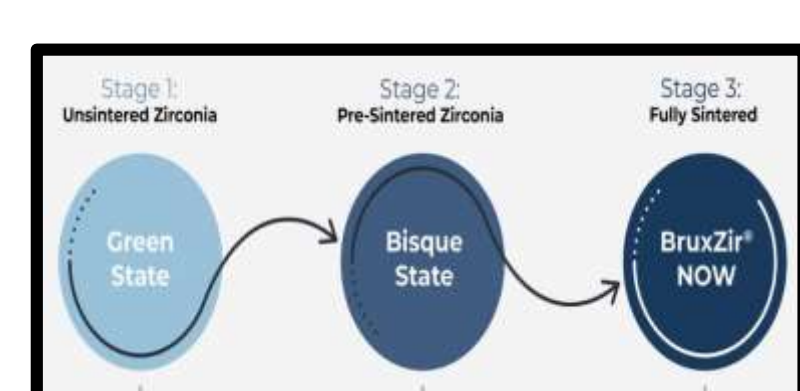 Stage 1:
Unsintered Zirconia
Green
State
Stage 2:
Pre-Sintered Zirconia
Bisque
State
Stage 3:
Fully Sintered
BruxZir®
NOW